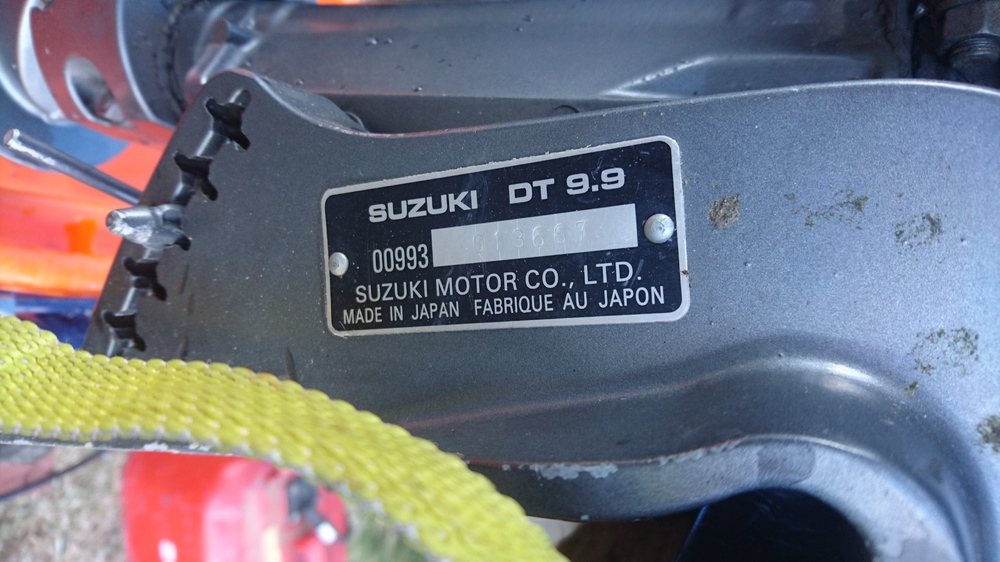 SUZUKI DT 9.9
00993
SUZUKI MOTOR CO., LTD.
MADE IN JAPAN FABRIQUE AU JAPON